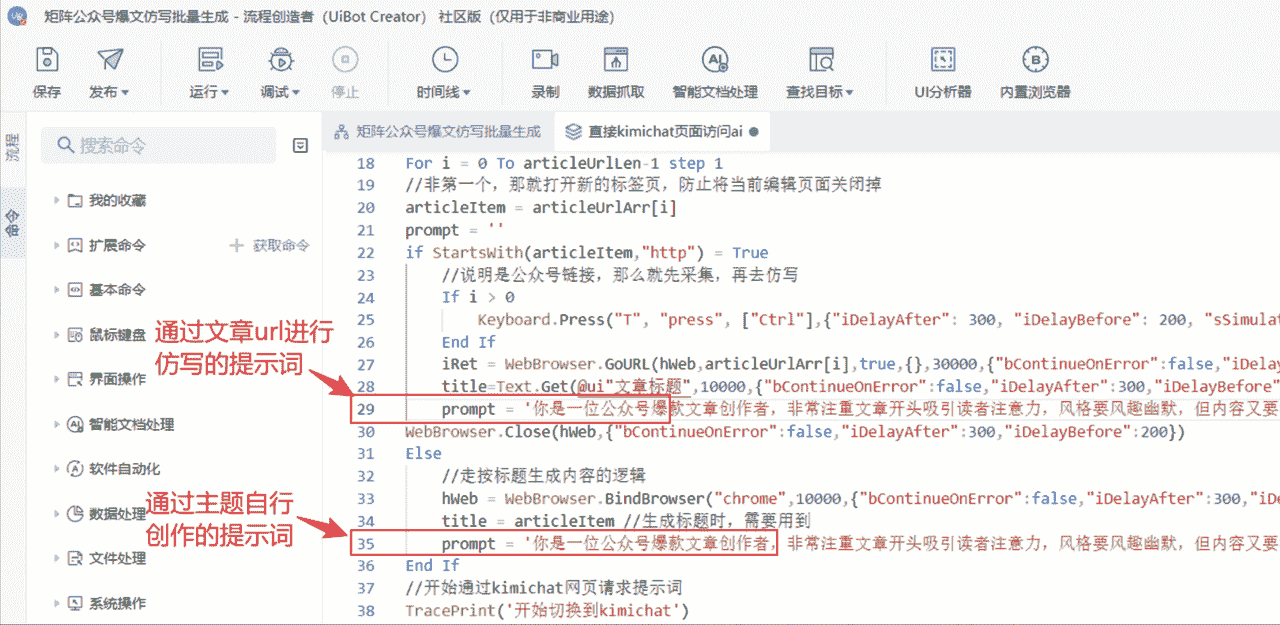 矩阵公众号爆文仿写批量生成 - 流程创造者 (UiBot Creator) 社区版 (仅用于非商业用途)
保存 发布 运行 调试 停止 时间线 录制 数据抓取 智能文档处理 查找目标 UI分析器 内置浏览器
流程
命令
搜索命令
我的收藏
扩展命令 获取命令
基本命令
鼠标键盘
界面操作
智能文档处理
软件自动化
数据处理
文件处理
系统操作
通过文章url进行
仿写的提示词
通过主题自行
创作的提示词
矩阵公众号爆文仿写批量生成 直接kimichat页面访问ai
18 For i = 0 To articleUrlLen-1 step 1
19 //非第一个，那就打开新的标签页，防止将当前编辑页面关闭掉
20 articleItem = articleUrlArr[i]
21 prompt = ''
22 if StartsWith(articleItem,"http") = True
23 //说明是公众号链接，那么就先采集，再去仿写
24 If i > 0
25 Keyboard.Press("T", "press", ["Ctrl"],{"iDelayAfter": 300, "iDelayBefore": 200, "sSimulat
26 End If
27 iRet = WebBrowser.GoURL(hWeb,articleUrlArr[i],true,{},30000,{"bContinueOnError":false,"iDelay
28 title=Text.Get(@ui"文章标题",10000,{"bContinueOnError":false,"iDelayAfter":300,"iDelayBefore"
29 prompt = '你是一位公众号爆款文章创作者，非常注重文章开头吸引读者注意力，风格要风趣幽默，但内容又要
30 WebBrowser.Close(hWeb,{"bContinueOnError":false,"iDelayAfter":300,"iDelayBefore":200})
31 Else
32 //走按标题生成内容的逻辑
33 hWeb = WebBrowser.BindBrowser("chrome",10000,{"bContinueOnError":false,"iDelayAfter":300,"iDe
34 title = articleItem //生成标题时，需要用到
35 prompt = '你是一位公众号爆款文章创作者，非常注重文章开头吸引读者注意力，风格要风趣幽默，但内容又要
36 End If
37 //开始通过kimichat网页请求提示词
38 TracePrint('开始切换到kimichat')